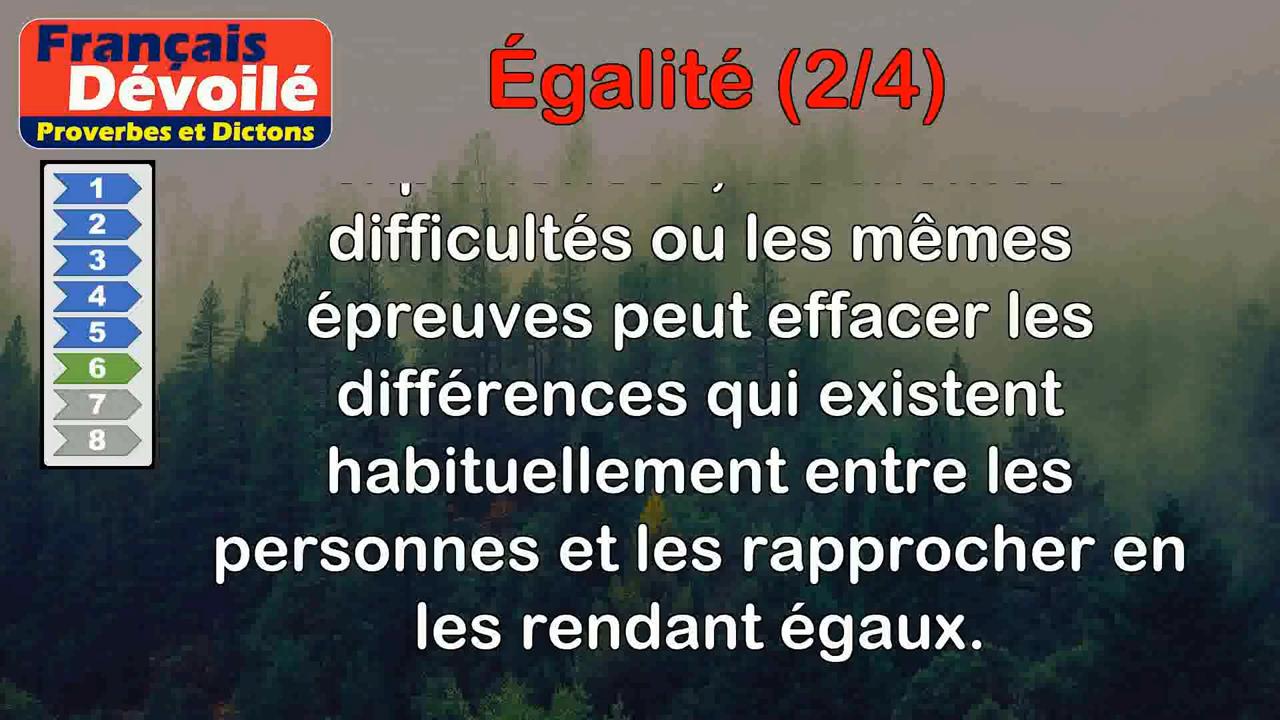 Français
Dévoilé
Proverbes et Dictons
Égalité (2/4)
1
2
3
4
5
6
7
8
difficultés ou les mêmes
épreuves peut effacer les
différences qui existent
habituellement entre les
personnes et les rapprocher en
les rendant égaux.